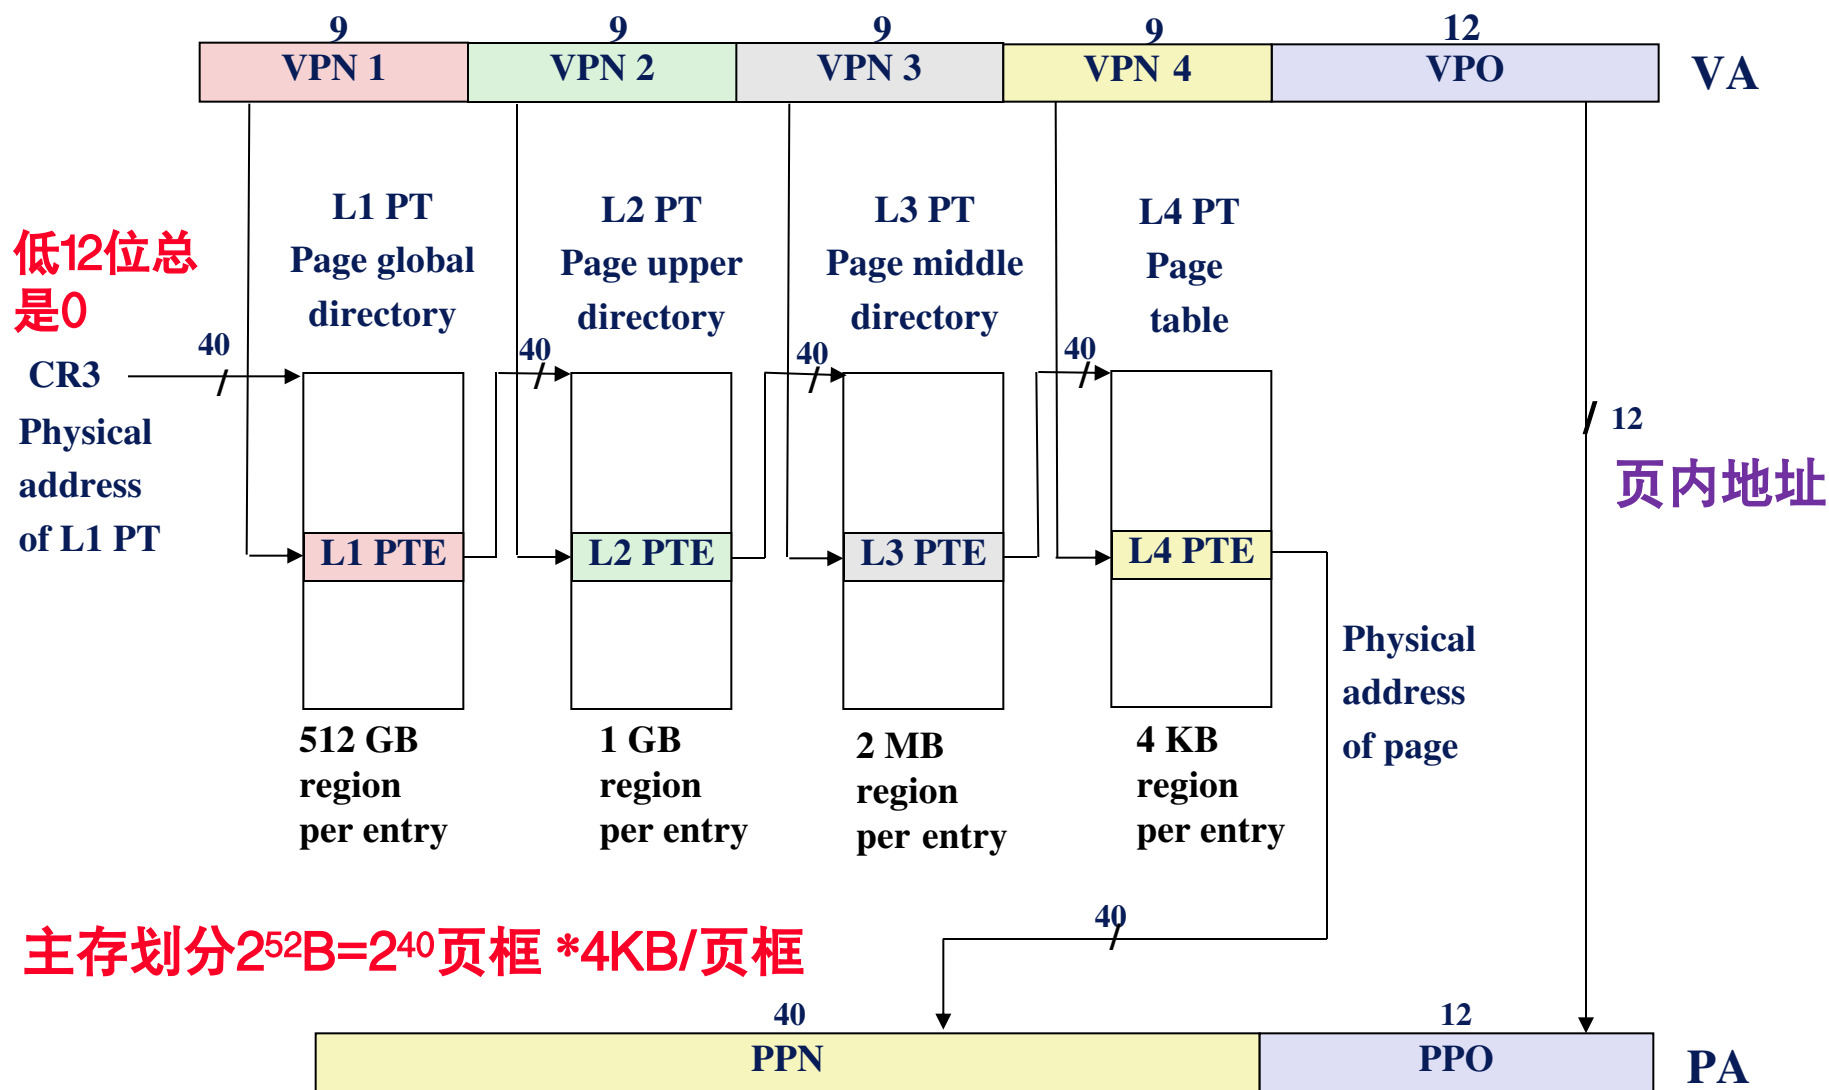 9 9 9 9 12
VPN 1 VPN 2 VPN 3 VPN 4 VPO VA
L1 PT
Page global
directory
L2 PT
Page upper
directory
L3 PT
Page middle
directory
L4 PT
Page
table
低12位总
是0
40 40 40 40
CR3
Physical
address
of L1 PT
12
页内地址
L1 PTE L2 PTE L3 PTE L4 PTE
512 GB
region
per entry
1 GB
region
per entry
2 MB
region
per entry
4 KB
region
per entry
Physical
address
of page
40
主存划分2⁵²B=2⁴⁰页框 *4KB/页框
40 12
PPN PPO PA